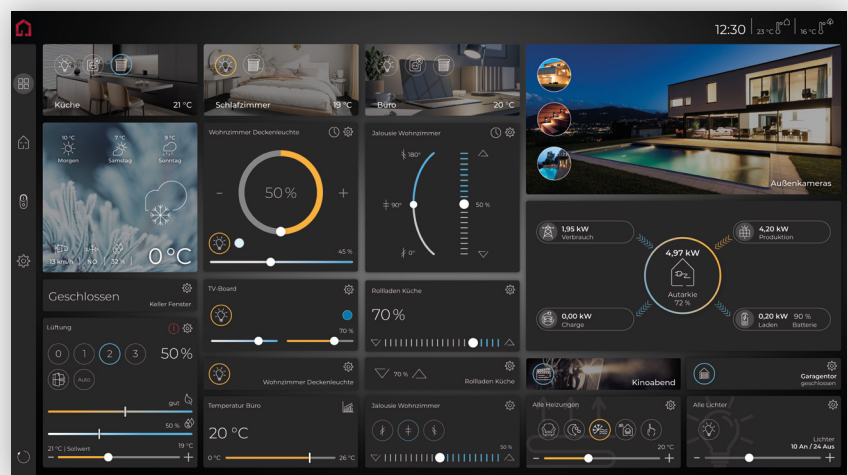 12:30 23 °C 16 °C
Küche 21 °C
Schlafzimmer 19 °C
Büro 20 °C
Außenkameras
10 °C 7 °C 9 °C
Morgen Samstag Sonntag
13 km/h NO 32 % 0 °C
Wohnzimmer Deckenleuchte
- 50 % +
45 %
Jalousie Wohnzimmer
180°
90° 50 %
0°
1,95 kW
Verbrauch
4,20 kW
Produktion
4,97 kW
Autarkie
72 %
0,00 kW
Charge
0,20 kW 90 %
Laden Batterie
Geschlossen
Keller Fenster
TV-Board
70 %
Rollladen Küche
70 %
Lüftung
0 1 2 3 50 %
Auto
gut
50 %
21 °C | Sollwert 19 °C
- +
Wohnzimmer Deckenleuchte
70 %
Rollladen Küche
Kinoabend
Garagentor
geschlossen
Temperatur Büro
20 °C
0 °C 26 °C
Jalousie Wohnzimmer
50 %
Alle Heizungen
20 °C
- +
Alle Lichter
Lichter
10 An / 24 Aus
- +